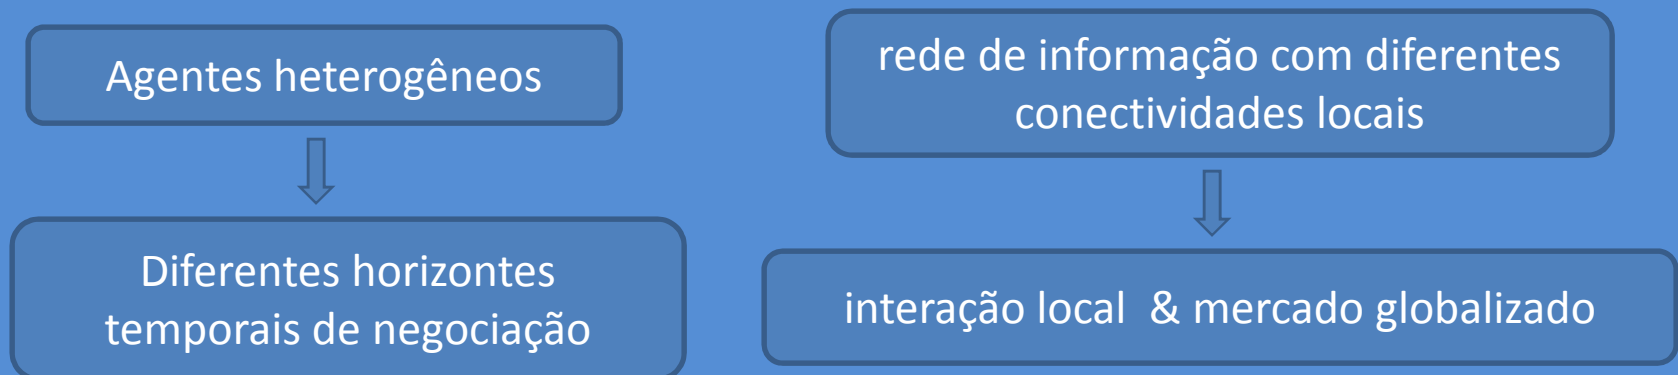 Agentes heterogêneos
Diferentes horizontes
temporais de negociação
rede de informação com diferentes
conectividades locais
interação local & mercado globalizado